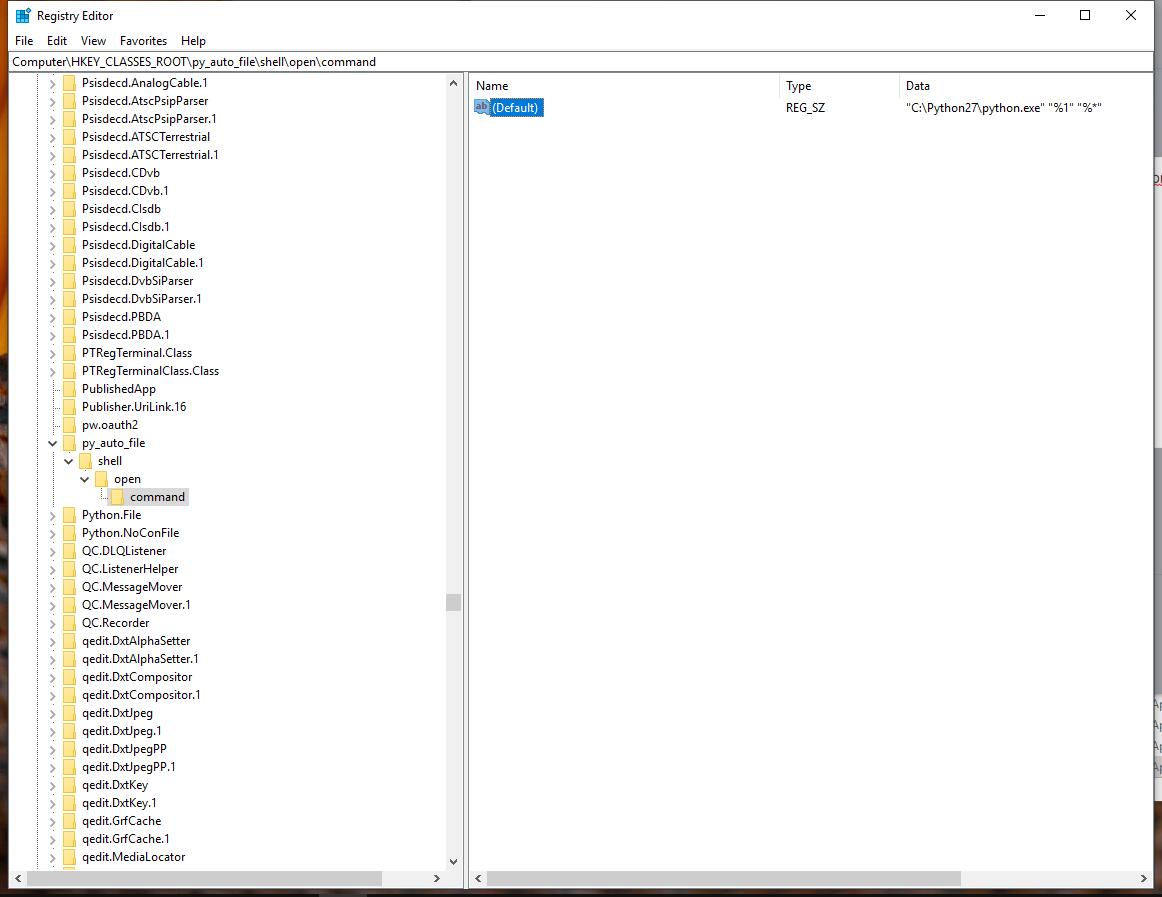 Registry Editor
File Edit View Favorites Help
Computer\HKEY_CLASSES_ROOT\py_auto_file\shell\open\command
Psisdecd.AnalogCable.1
Psisdecd.AtscPsipParser
Psisdecd.AtscPsipParser.1
Psisdecd.ATSCTerrestrial
Psisdecd.ATSCTerrestrial.1
Psisdecd.CDvb
Psisdecd.CDvb.1
Psisdecd.Clsdb
Psisdecd.Clsdb.1
Psisdecd.DigitalCable
Psisdecd.DigitalCable.1
Psisdecd.DvbSiParser
Psisdecd.DvbSiParser.1
Psisdecd.PBDA
Psisdecd.PBDA.1
PTRegTerminal.Class
PTRegTerminalClass.Class
PublishedApp
Publisher.UriLink.16
pw.oauth2
py_auto_file
shell
open
command
Python.File
Python.NoConFile
QC.DLQListener
QC.ListenerHelper
QC.MessageMover
QC.MessageMover.1
QC.Recorder
qedit.DxtAlphaSetter
qedit.DxtAlphaSetter.1
qedit.DxtCompositor
qedit.DxtCompositor.1
qedit.DxtJpeg
qedit.DxtJpeg.1
qedit.DxtJpegPP
qedit.DxtJpegPP.1
qedit.DxtKey
qedit.DxtKey.1
qedit.GrfCache
qedit.GrfCache.1
qedit.MediaLocator
Name Type Data
ab (Default) REG_SZ "C:\Python27\python.exe" "%1" "%*"